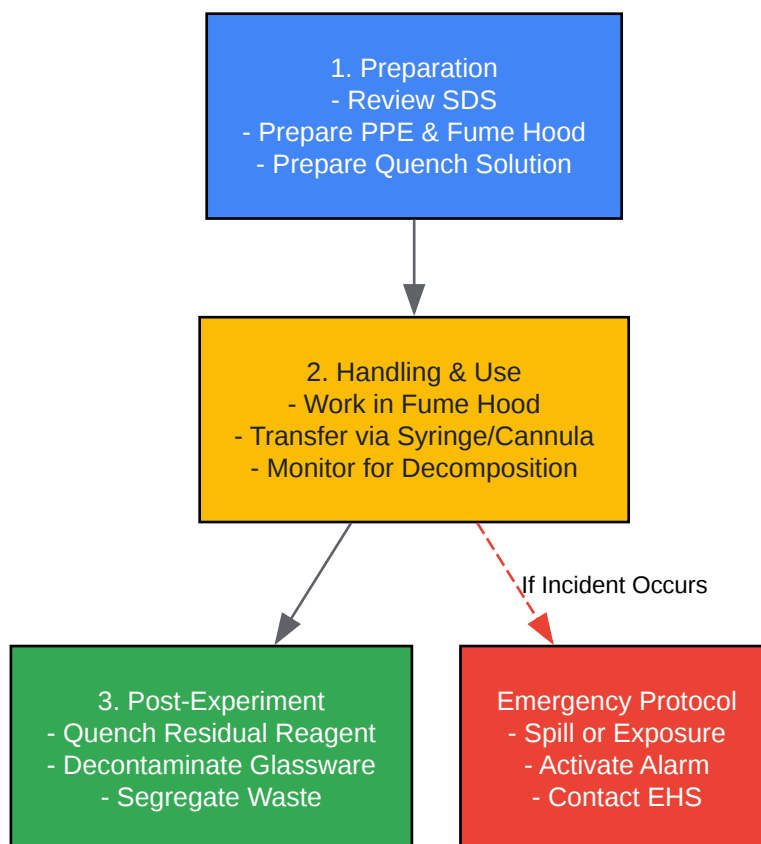 1. Preparation
- Review SDS
- Prepare PPE & Fume Hood
- Prepare Quench Solution
2. Handling & Use
- Work in Fume Hood
- Transfer via Syringe/Cannula
- Monitor for Decomposition
If Incident Occurs
3. Post-Experiment
- Quench Residual Reagent
- Decontaminate Glassware
- Segregate Waste
Emergency Protocol
- Spill or Exposure
- Activate Alarm
- Contact EHS